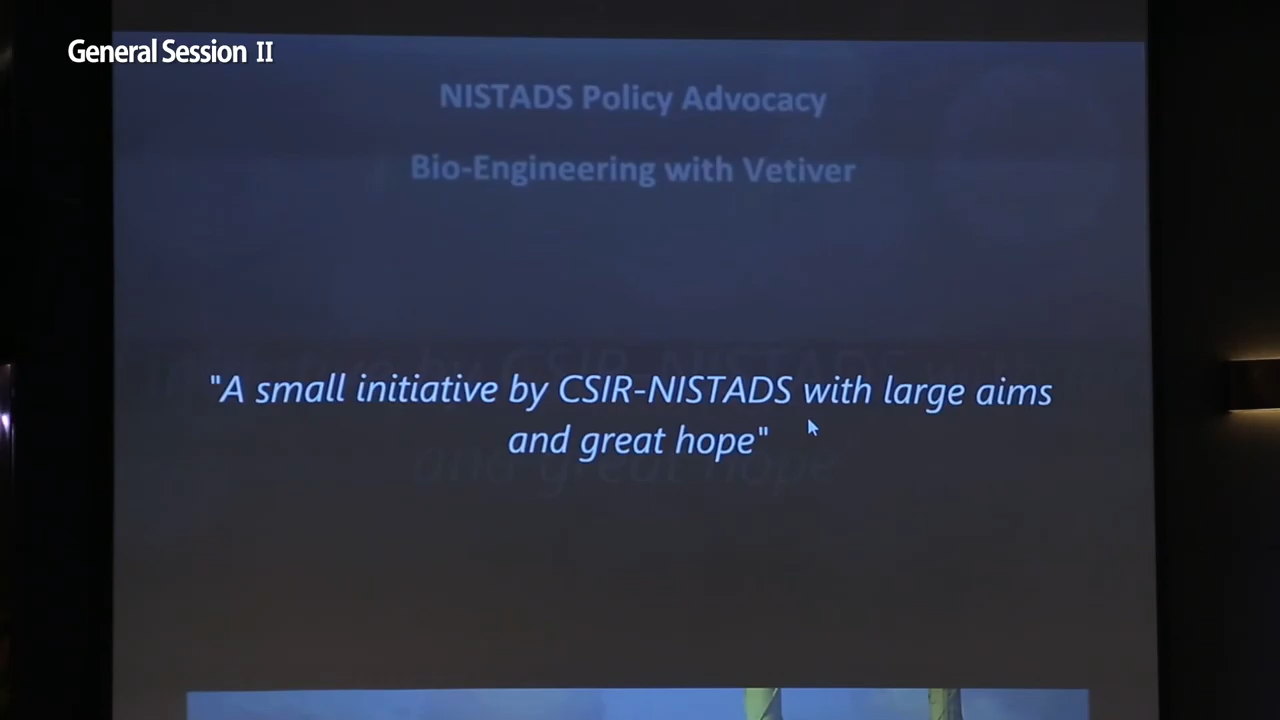 General Session II
NISTADS Policy Advocacy
Bio-Engineering with Vetiver
"A small initiative by CSIR-NISTADS with large aims
and great hope"